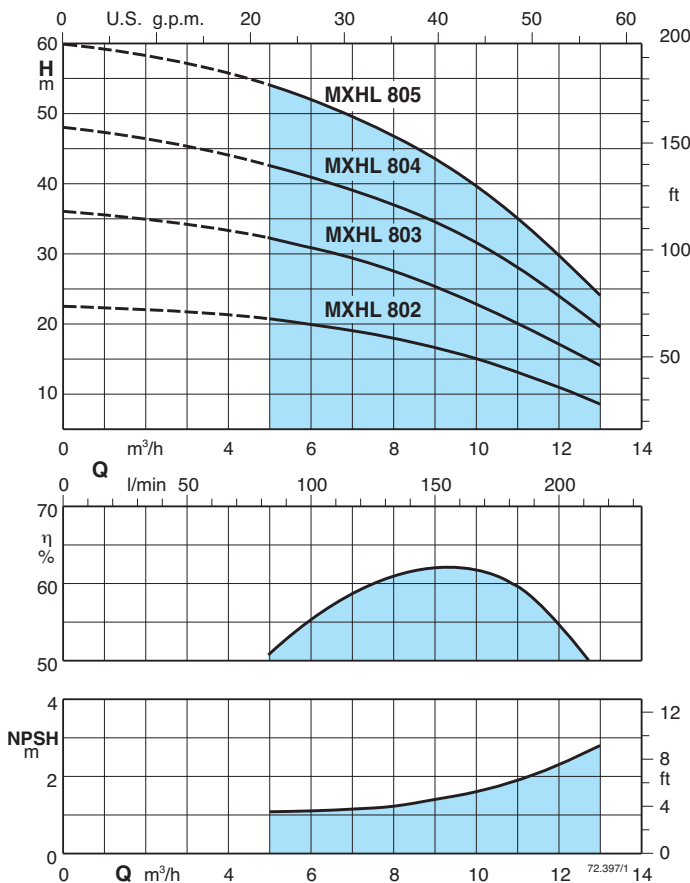 0 U.S. g.p.m. 20 30 40 50 60
60 200
H
m
MXHL 805
50
150
MXHL 804
40
ft
MXHL 803
30 100
MXHL 802
20
50
10
0 m³/h 4 6 8 10 12 14
Q
0 l/min 50 100 150 200
70
η
%
60
50
4
12
NPSH
m
8
ft
2
4
0 0
72.397/1
0 Q m³/h 4 6 8 10 12 14